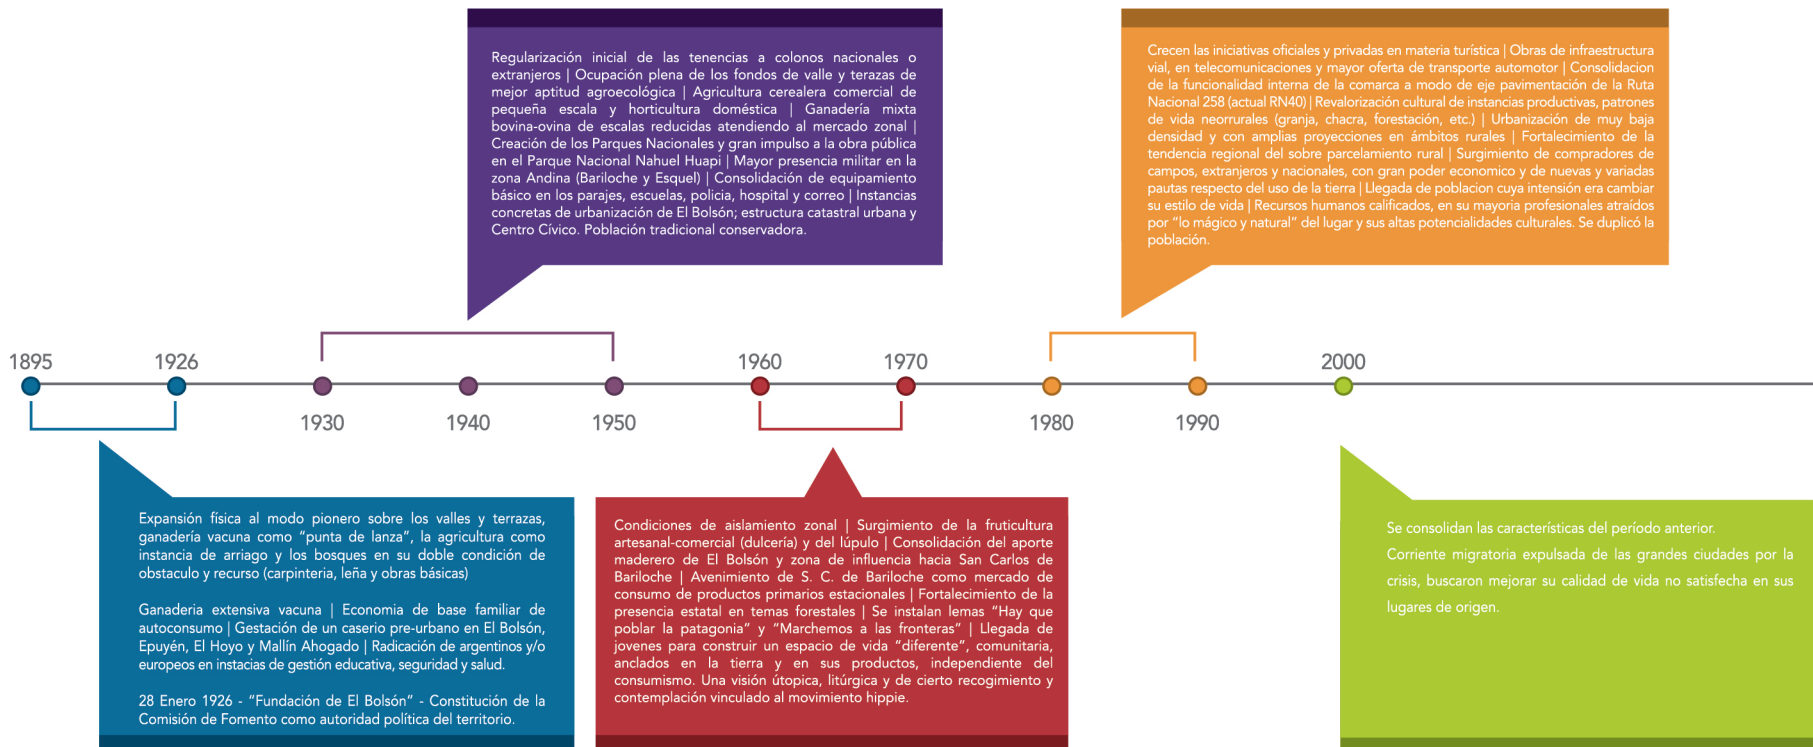 Regularización inicial de las tenencias a colonos nacionales o
extranjeros | Ocupación plena de los fondos de valle y terazas de
mejor aptitud agroecológica | Agricultura cerealera comercial de
pequeña escala y horticultura doméstica | Ganadería mixta
bovina-ovina de escalas reducidas atendiendo al mercado zonal |
Creación de los Parques Nacionales y gran impulso a la obra pública
en el Parque Nacional Nahuel Huapi | Mayor presencia militar en la
zona Andina (Bariloche y Esquel) | Consolidación de equipamiento
básico en los parajes, escuelas, policia, hospital y correo | Instancias
concretas de urbanización de El Bolsón; estructura catastral urbana y
Centro Cívico. Población tradicional conservadora.
Crecen las iniciativas oficiales y privadas en materia turística | Obras de infraestructura
vial, en telecomunicaciones y mayor oferta de transporte automotor | Consolidacion
de la funcionalidad interna de la comarca a modo de eje pavimentación de la Ruta
Nacional 258 (actual RN40) | Revalorización cultural de instancias productivas, patrones
de vida neorrurales (granja, chacra, forestación, etc.) | Urbanización de muy baja
densidad y con amplias proyecciones en ámbitos rurales | Fortalecimiento de la
tendencia regional del sobre parcelamiento rural | Surgimiento de compradores de
campos, extranjeros y nacionales, con gran poder economico y de nuevas y variadas
pautas respecto del uso de la tierra | Llegada de poblacion cuya intensión era cambiar
su estilo de vida | Recursos humanos calificados, en su mayoria profesionales atraídos
por "lo mágico y natural" del lugar y sus altas potencialidades culturales. Se duplicó la
población.
1895
1926
1930
1940
1950
1960
1970
1980
1990
2000
Expansión física al modo pionero sobre los valles y terrazas,
ganadería vacuna como "punta de lanza", la agricultura como
instancia de arriago y los bosques en su doble condición de
obstaculo y recurso (carpinteria, leña y obras básicas)
Ganaderia extensiva vacuna | Economia de base familiar de
autoconsumo | Gestación de un caserio pre-urbano en El Bolsón,
Epuyén, El Hoyo y Mallín Ahogado | Radicación de argentinos y/o
europeos en instacias de gestión educativa, seguridad y salud.
28 Enero 1926 - "Fundación de El Bolsón" - Constitución de la
Comisión de Fomento como autoridad política del territorio.
Condiciones de aislamiento zonal | Surgimiento de la fruticultura
artesanal-comercial (dulcería) y del lúpulo | Consolidación del aporte
maderero de El Bolsón y zona de influencia hacia San Carlos de
Bariloche | Avenimiento de S. C. de Bariloche como mercado de
consumo de productos primarios estacionales | Fortalecimiento de la
presencia estatal en temas forestales | Se instalan lemas "Hay que
poblar la patagonia" y "Marchemos a las fronteras" | Llegada de
jovenes para construir un espacio de vida "diferente", comunitaria,
anclados en la tierra y en sus productos, independiente del
consumismo. Una visión útopica, litúrgica y de cierto recogimiento y
contemplación vinculado al movimiento hippie.
Se consolidan las características del período anterior.
Corriente migratoria expulsada de las grandes ciudades por la
crisis, buscaron mejorar su calidad de vida no satisfecha en sus
lugares de origen.